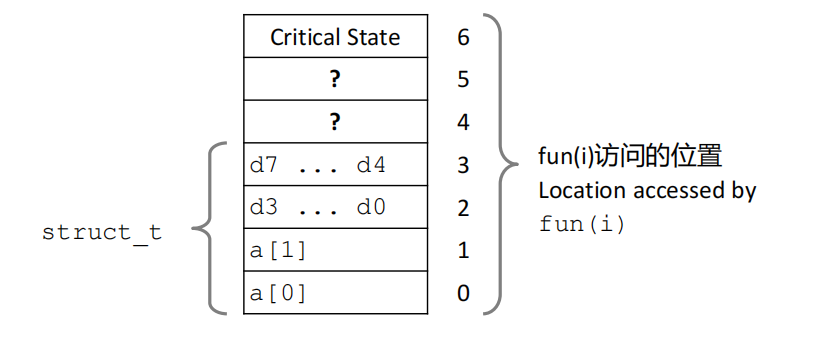 Critical State 6
? 5
? 4
d7 ... d4 3
d3 ... d0 2
a[1] 1
a[0] 0
struct_t
fun(i)访问的位置
Location accessed by
fun(i)